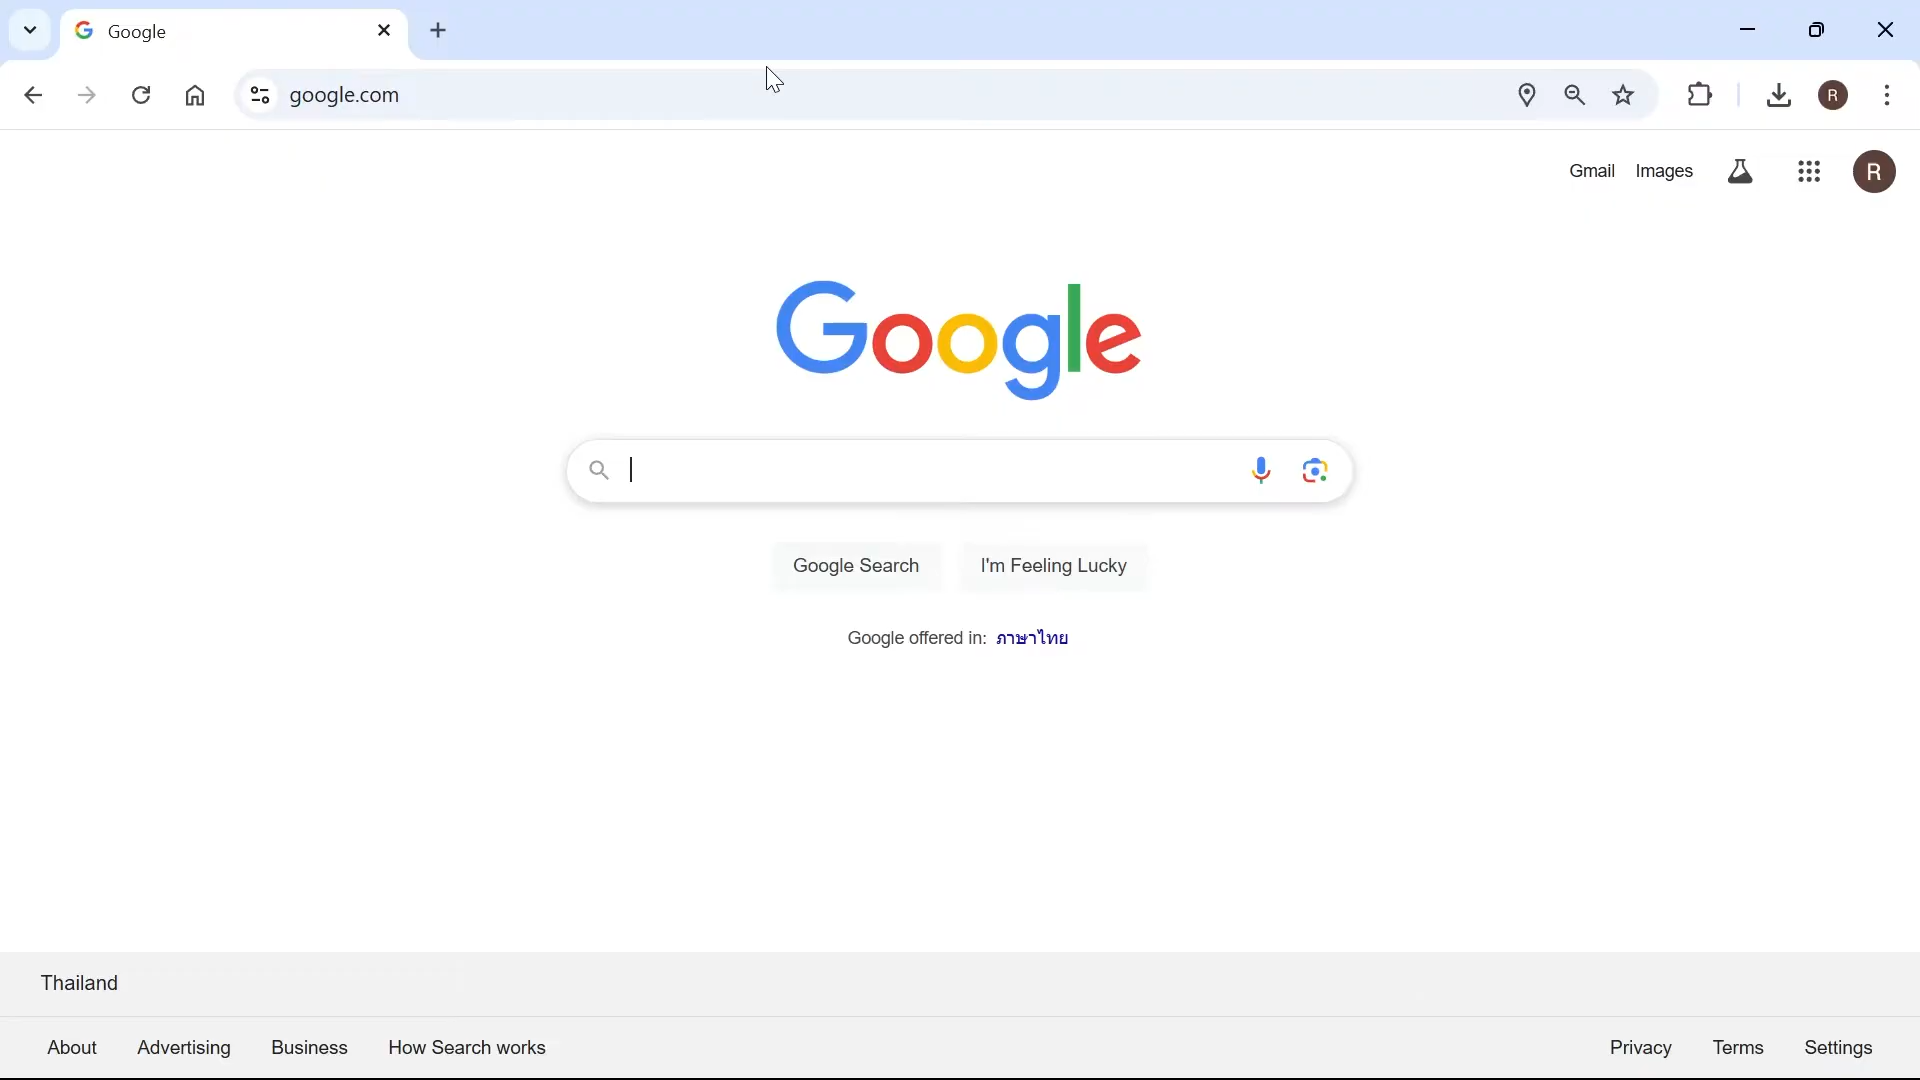 Google
google.com
R
Gmail Images
R
Google
Google Search I'm Feeling Lucky
Google offered in: ภาษาไทย
Thailand
About Advertising Business How Search works Privacy Terms Settings